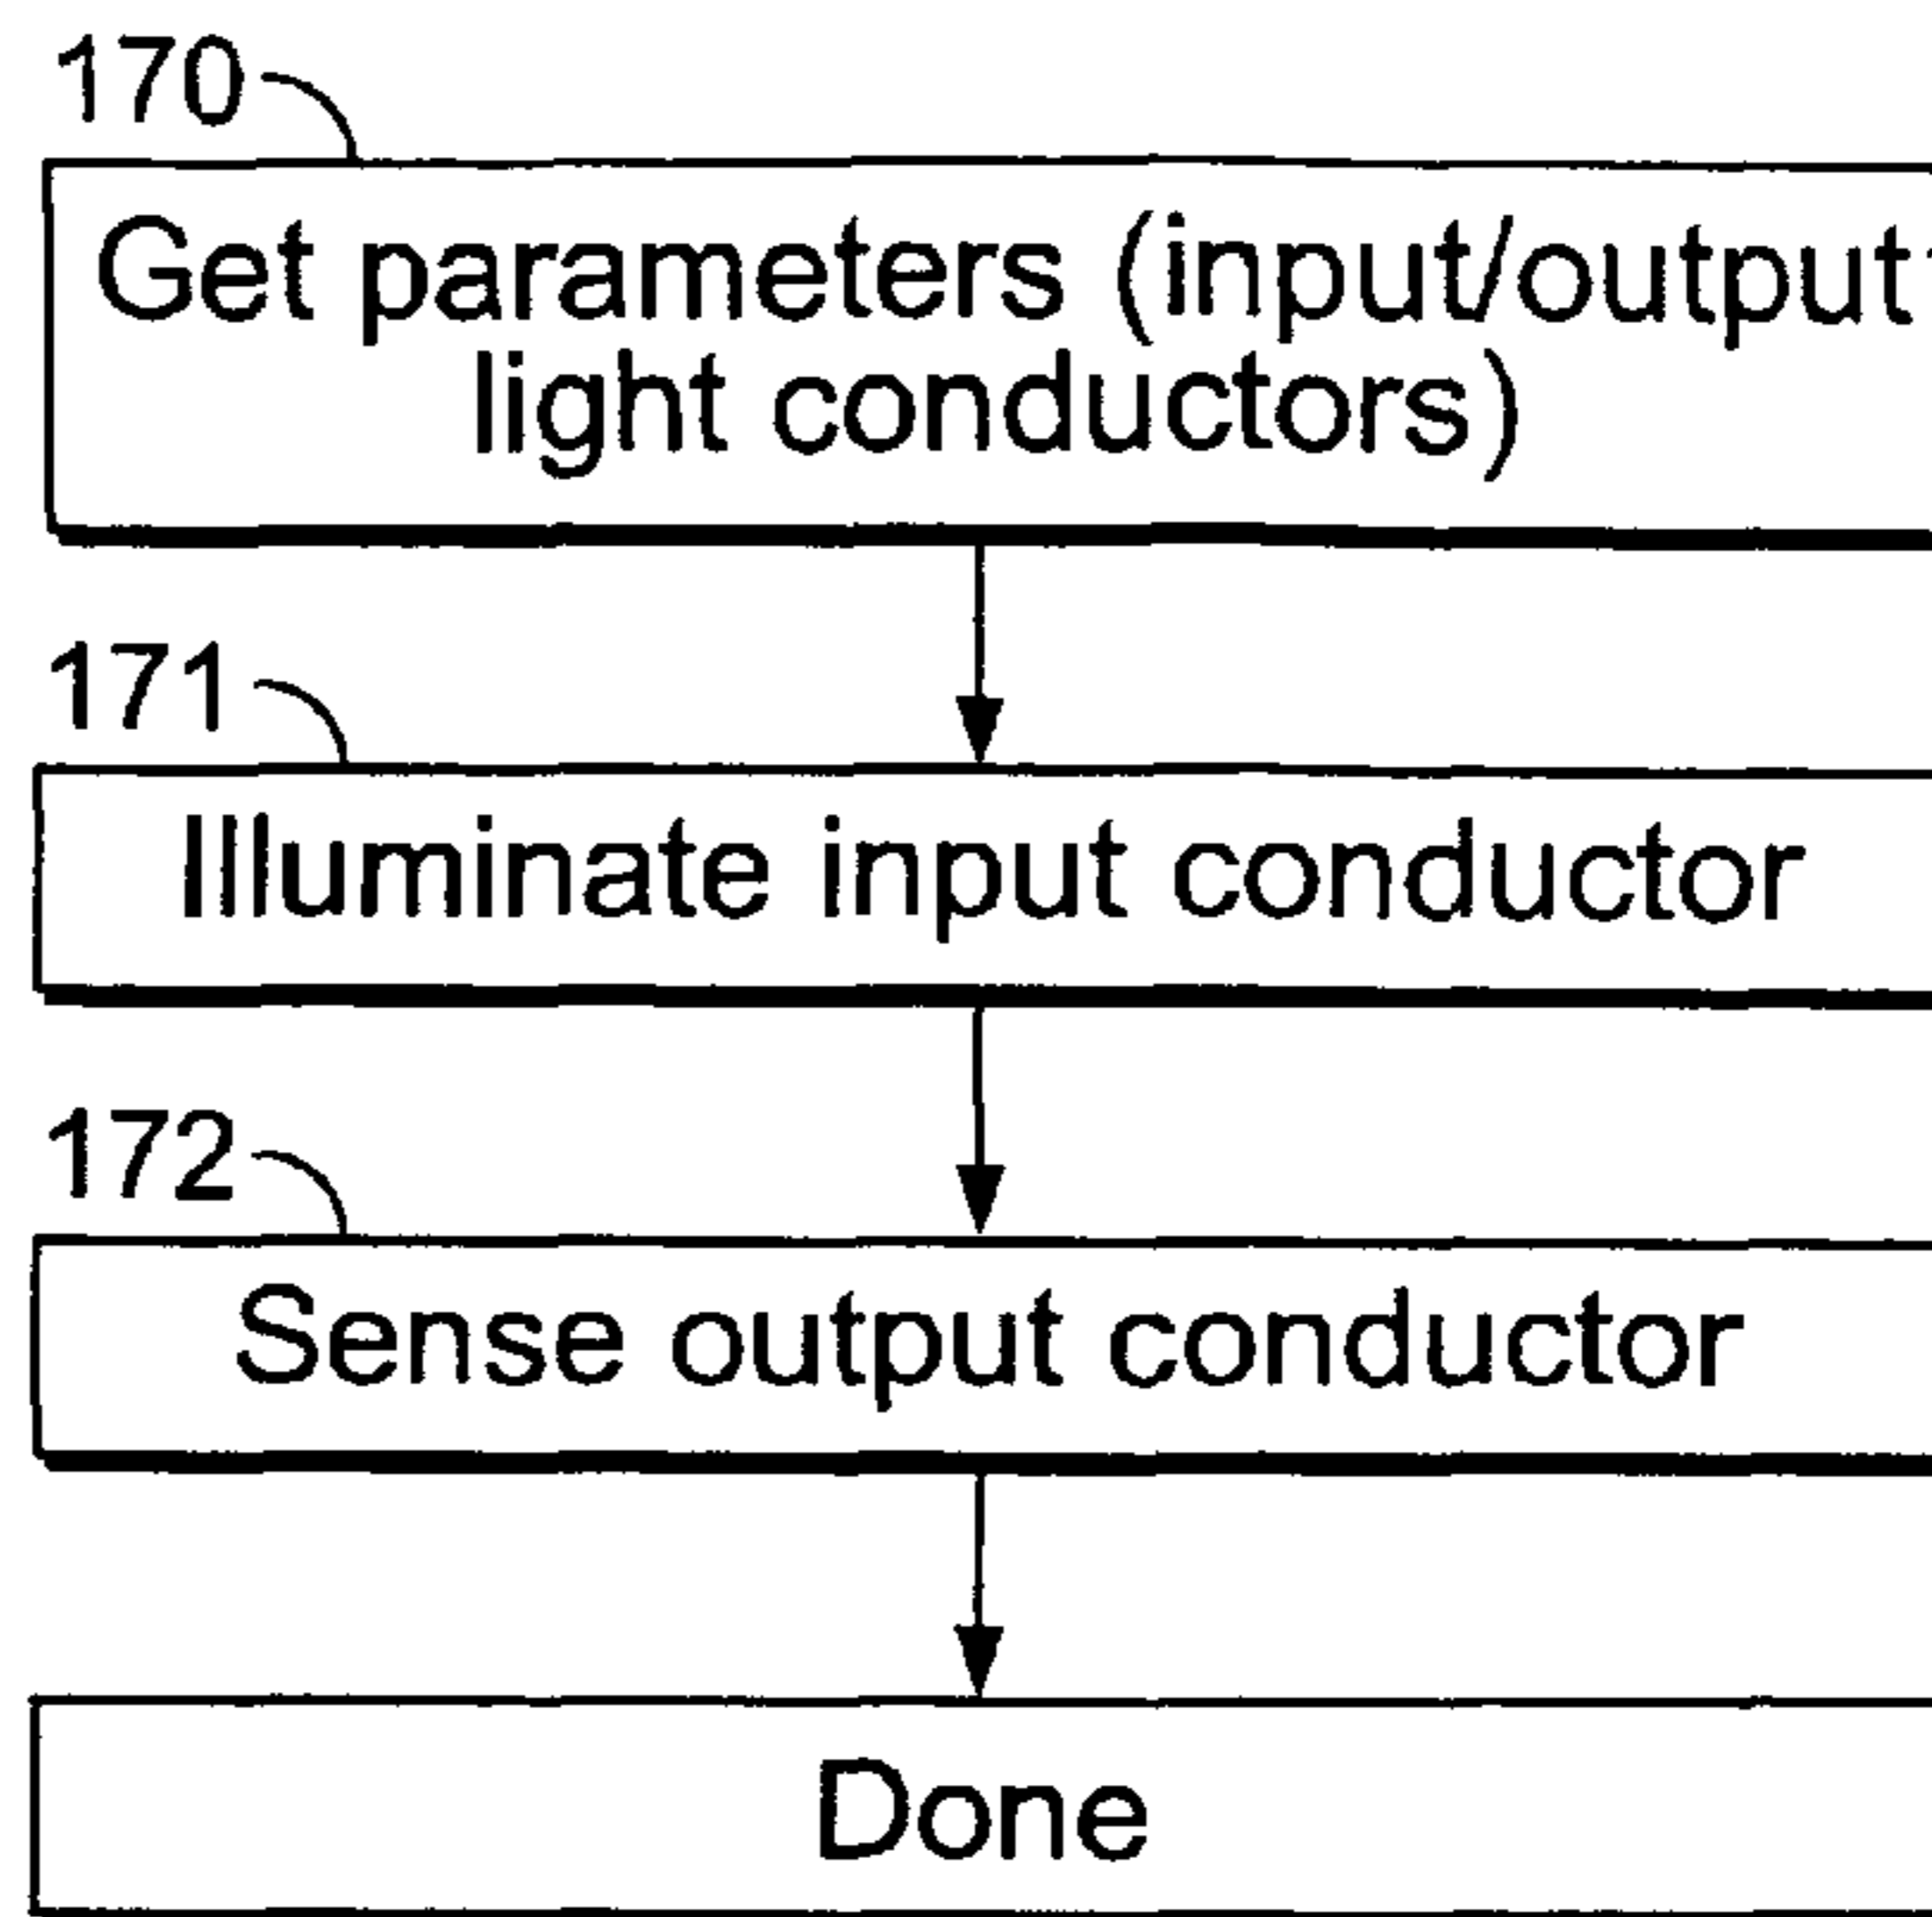 170
Get parameters (input/output
light conductors)
171
Illuminate input conductor
172
Sense output conductor
Done